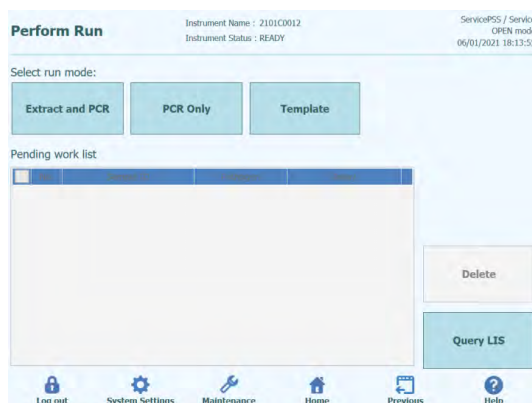 Perform Run
Instrument Name : 2101C0012
Instrument Status : READY
ServicePSS / Service
OPEN mode
06/01/2021 18:13:5
Select run mode:
Extract and PCR
PCR Only
Template
Pending work list
Delete
Query LIS
Log out
System Settings
Maintenance
Home
Previous
Help